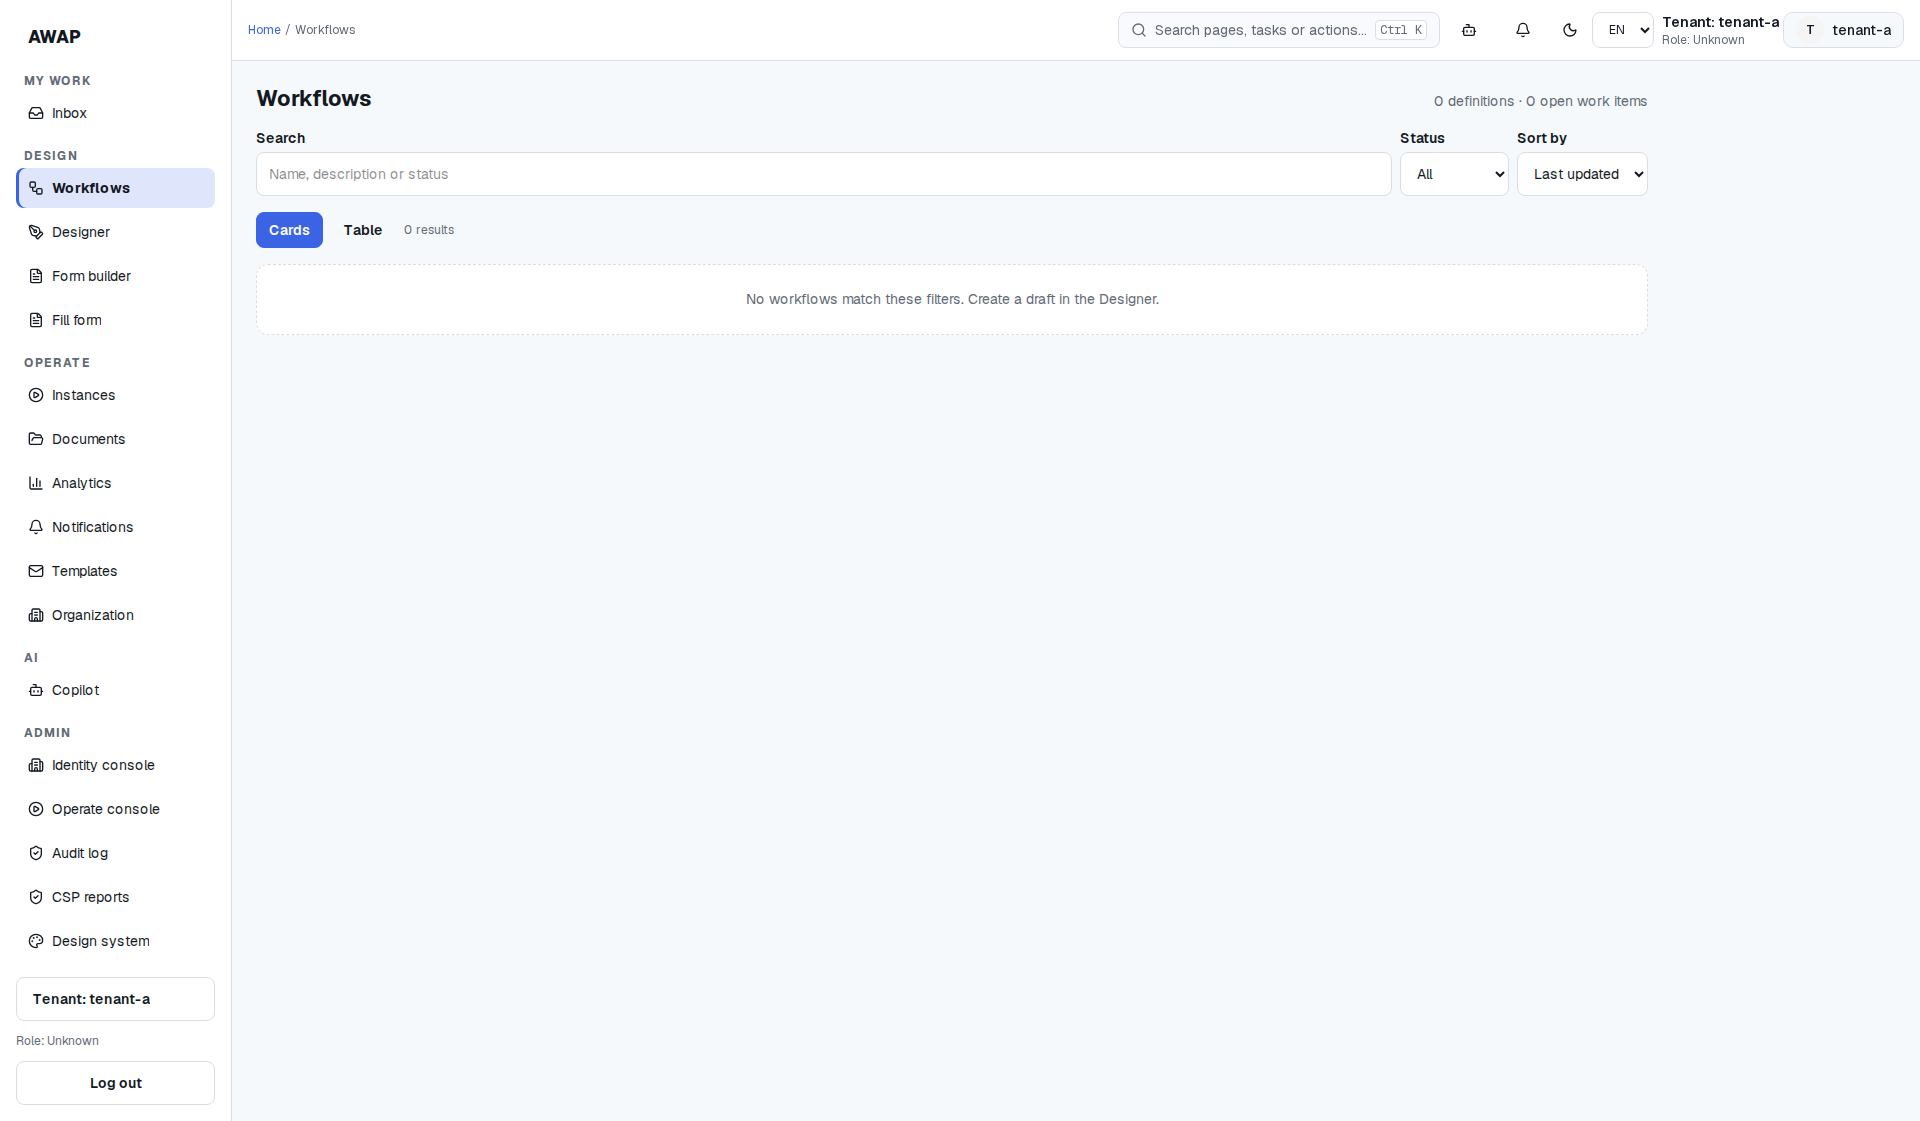 AWAP
MY WORK
Inbox
DESIGN
Workflows
Designer
Form builder
Fill form
OPERATE
Instances
Documents
Analytics
Notifications
Templates
Organization
AI
Copilot
ADMIN
Identity console
Operate console
Audit log
CSP reports
Design system
Tenant: tenant-a
Role: Unknown
Log out
Home / Workflows
Search pages, tasks or actions... Ctrl K
EN
Tenant: tenant-a
Role: Unknown
T tenant-a
Workflows
0 definitions · 0 open work items
Search
Name, description or status
Status
All
Sort by
Last updated
Cards Table 0 results
No workflows match these filters. Create a draft in the Designer.